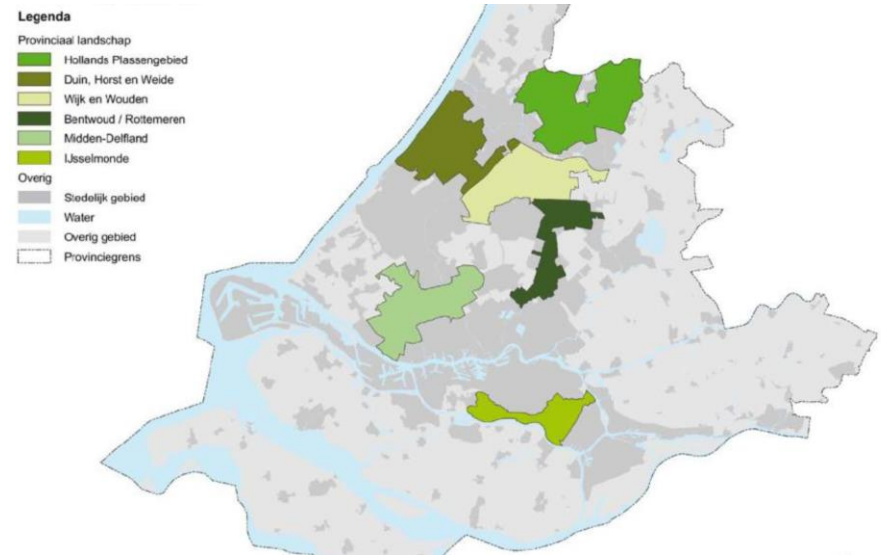 Legenda
Provinciaal landschap
Hollands Plassengebied
Duin, Horst en Weide
Wijk en Wouden
Bentwoud / Rottemeren
Midden-Delfland
IJsselmonde
Overig
Stedelijk gebied
Water
Overig gebied
Provinciegrens